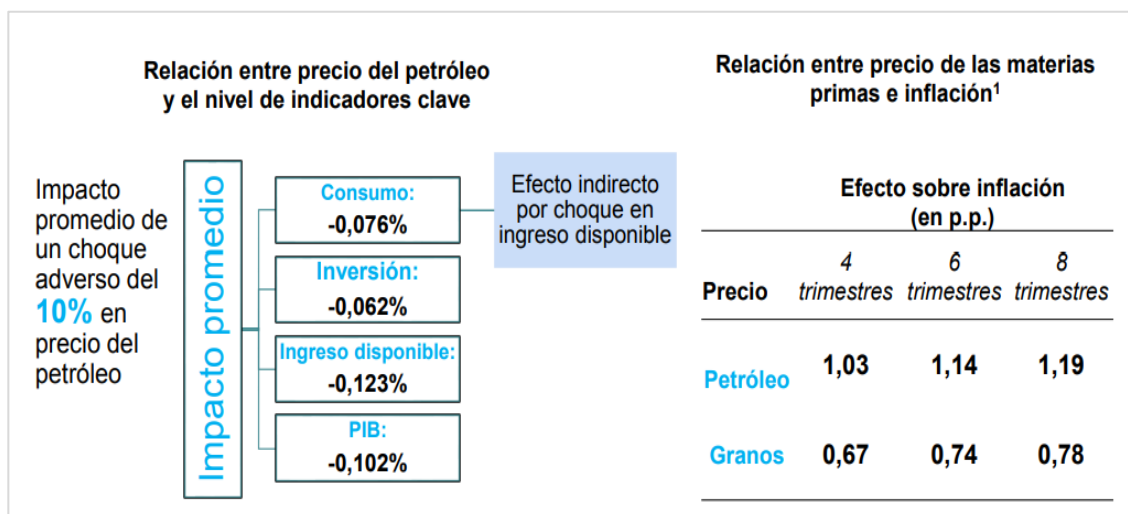 Relación entre precio del petróleo
y el nivel de indicadores clave
Impacto
promedio de
un choque
adverso del
10% en
precio del
petróleo
Impacto promedio
Consumo:
-0,076%
Inversión:
-0,062%
Ingreso disponible:
-0,123%
PIB:
-0,102%
Efecto indirecto
por choque en
ingreso disponible
Relación entre precio de las materias
primas e inflación¹
Efecto sobre inflación
(en p.p.)
Precio 4 trimestres 6 trimestres 8 trimestres
Petróleo 1,03 1,14 1,19
Granos 0,67 0,74 0,78